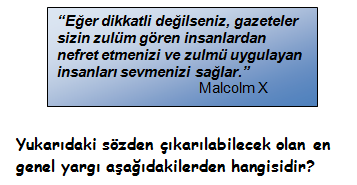 “Eğer dikkatli değilseniz, gazeteler
sizin zulüm gören insanlardan
nefret etmenizi ve zulmü uygulayan
insanları sevmenizi sağlar.”
Malcolm X
Yukarıdaki sözden çıkarılabilecek olan en
genel yargı aşağıdakilerden hangisidir?